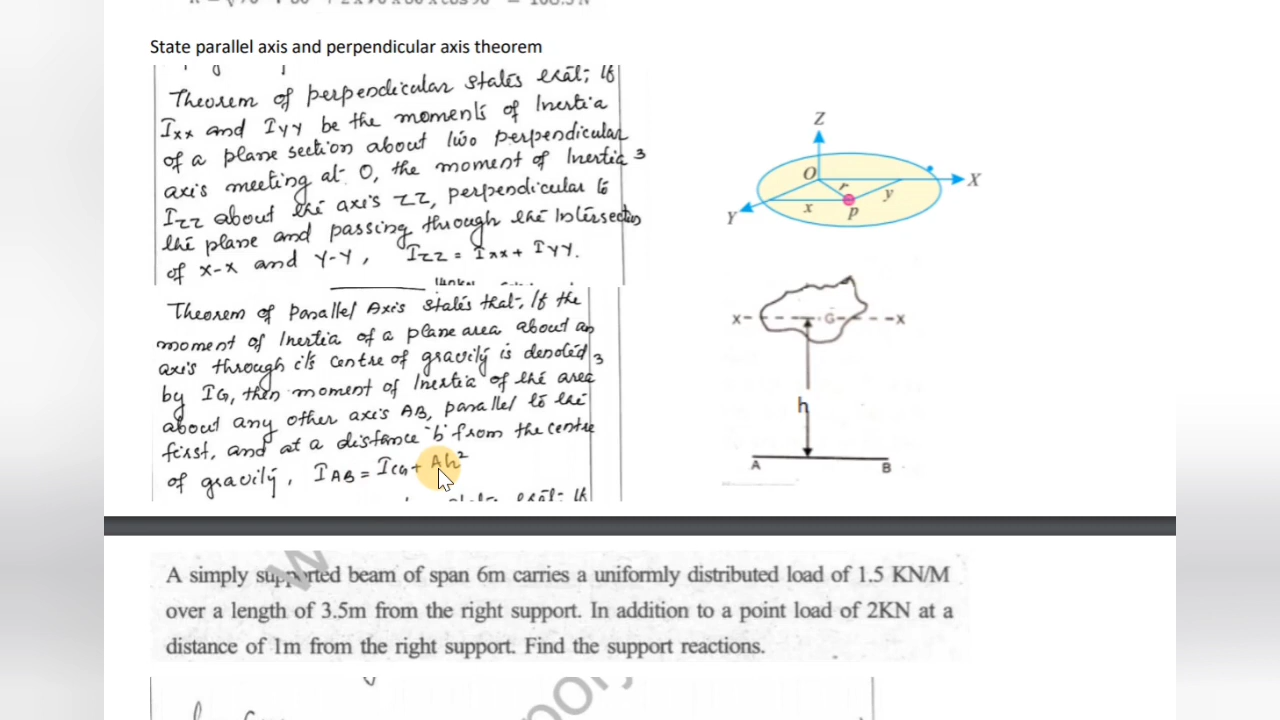 State parallel axis and perpendicular axis theorem
Theorem of perpendicular states that; if
Ixx and Iyy be the moments of Inertia
of a plane section about two perpendicular
axis meeting at O, the moment of Inertia 3
Izz about the axis ZZ, perpendicular to
the plane and passing through the Intersection
of X-X and Y-Y, Izz = Ixx + Iyy.
Theorem of Parallel Axis states that, If the
moment of Inertia of a plane area about an
axis through its centre of gravity is denoted 3
by IG, then moment of Inertia of the area
about any other axis AB, parallel to the
first, and at a distance 'h' from the centre
of gravity, IAB = ICG + Ah²
Z
O
r
X
Y
x
P
y
X
G
X
h
A
B
A simply supported beam of span 6m carries a uniformly distributed load of 1.5 KN/M
over a length of 3.5m from the right support. In addition to a point load of 2KN at a
distance of 1m from the right support. Find the support reactions.